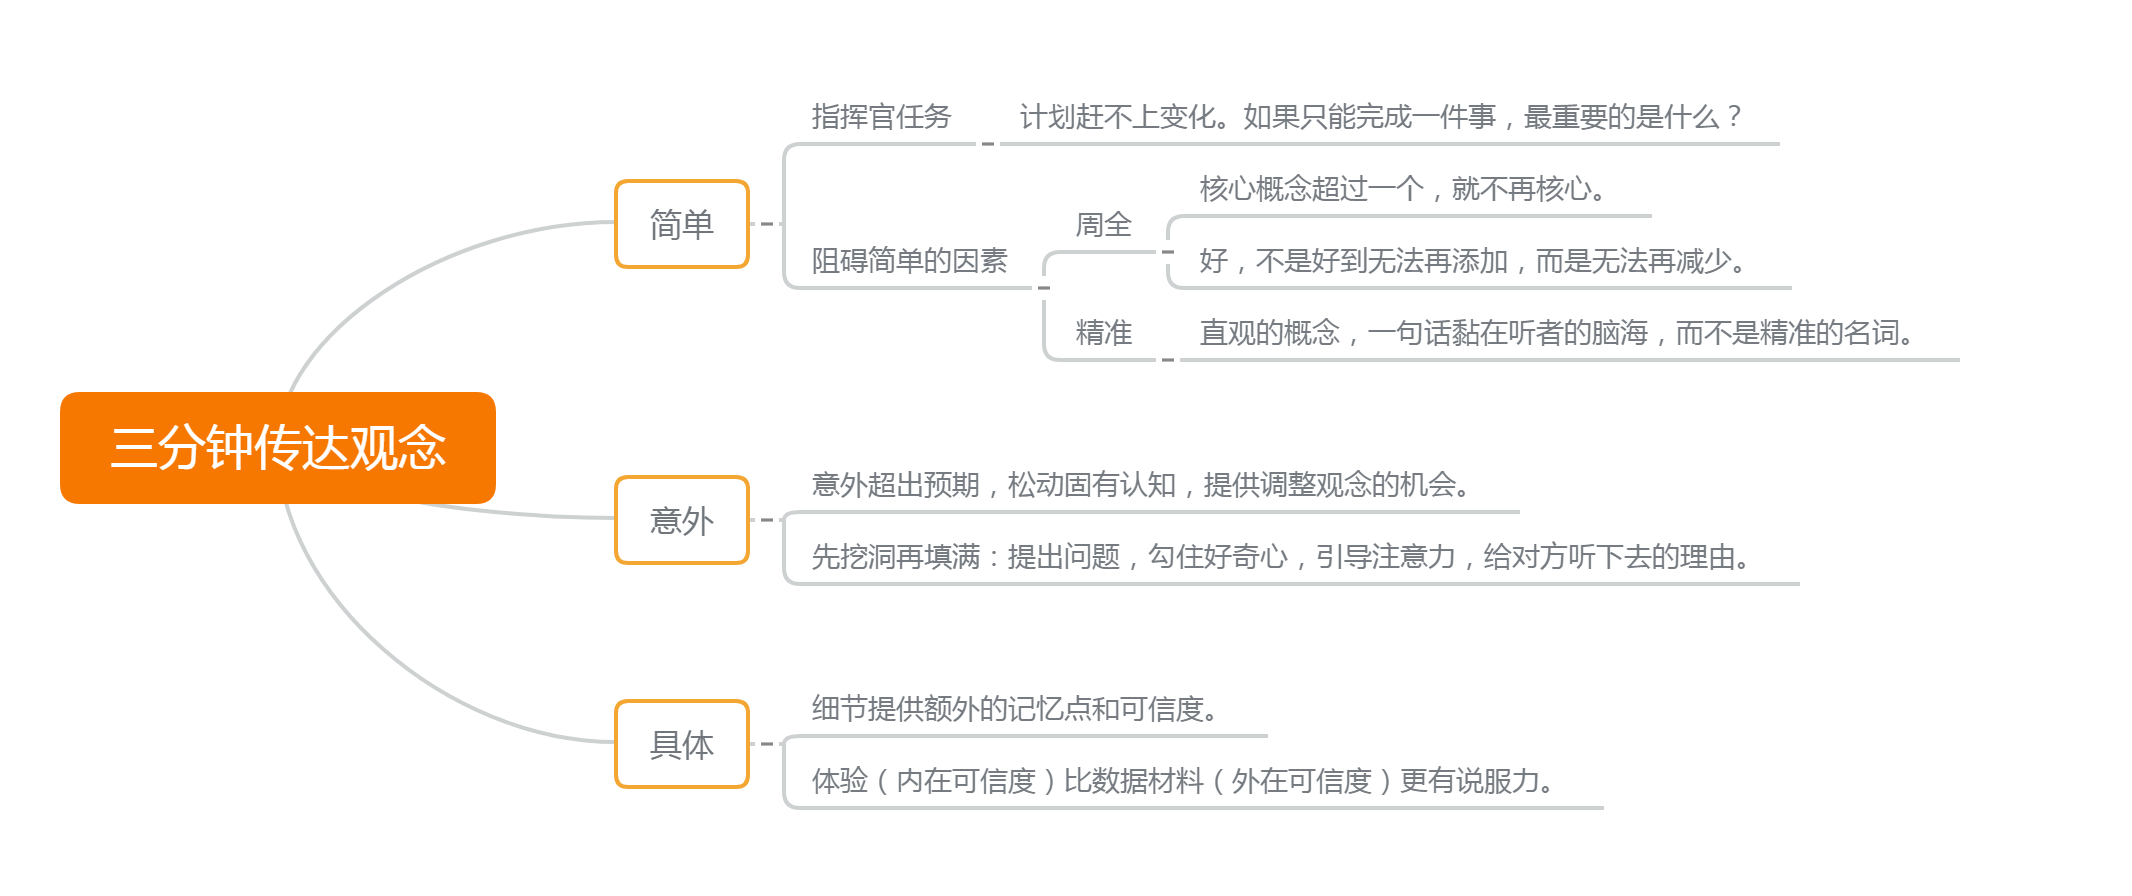 三分钟传达观念
简单
指挥官任务
计划赶不上变化。如果只能完成一件事，最重要的是什么？
阻碍简单的因素
周全
核心概念超过一个，就不再核心。
好，不是好到无法再添加，而是无法再减少。
精准
直观的概念，一句话黏在听者的脑海，而不是精准的名词。
意外
意外超出预期，松动固有认知，提供调整观念的机会。
先挖洞再填满：提出问题，勾住好奇心，引导注意力，给对方听下去的理由。
具体
细节提供额外的记忆点和可信度。
体验（内在可信度）比数据材料（外在可信度）更有说服力。